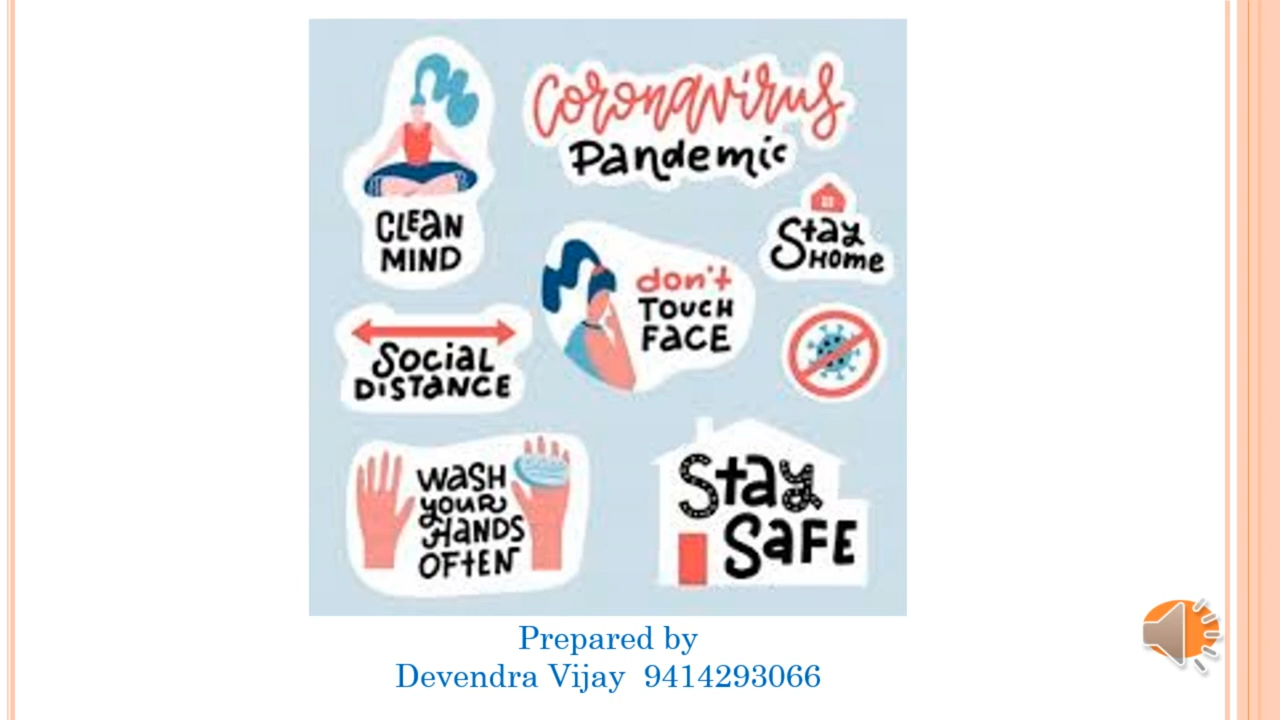 Coronavirus
Pandemic
CLEAN
MIND
Stay
Home
don't
TOUCH
FACE
Social
DISTANCE
WASH
your
HANDS
OFTEN
Stay
SAFE
Prepared by
Devendra Vijay 9414293066